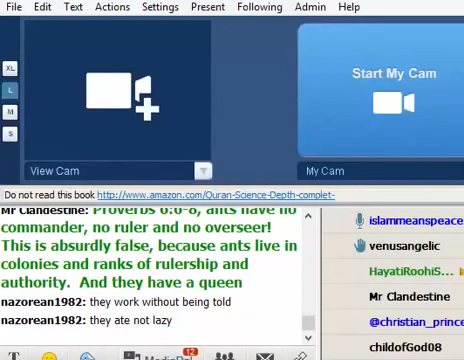 File Edit Text Actions Settings Present Following Admin Help
XL
L
M
S
Start My Cam
View Cam
My Cam
Do not read this book http://www.amazon.com/Quran-Science-Depth-complet-
Mr Clandestine: Proverbs 6:6-8, ants have no
commander, no ruler and no overseer!
This is absurdly false, because ants live in
colonies and ranks of rulership and
authority. And they have a queen
nazorean1982: they work without being told
nazorean1982: they ate not lazy
islammeanspeace
venusangelic
HayatiRoohiS...
Mr Clandestine
@christian_prince
childofGod08
T
12